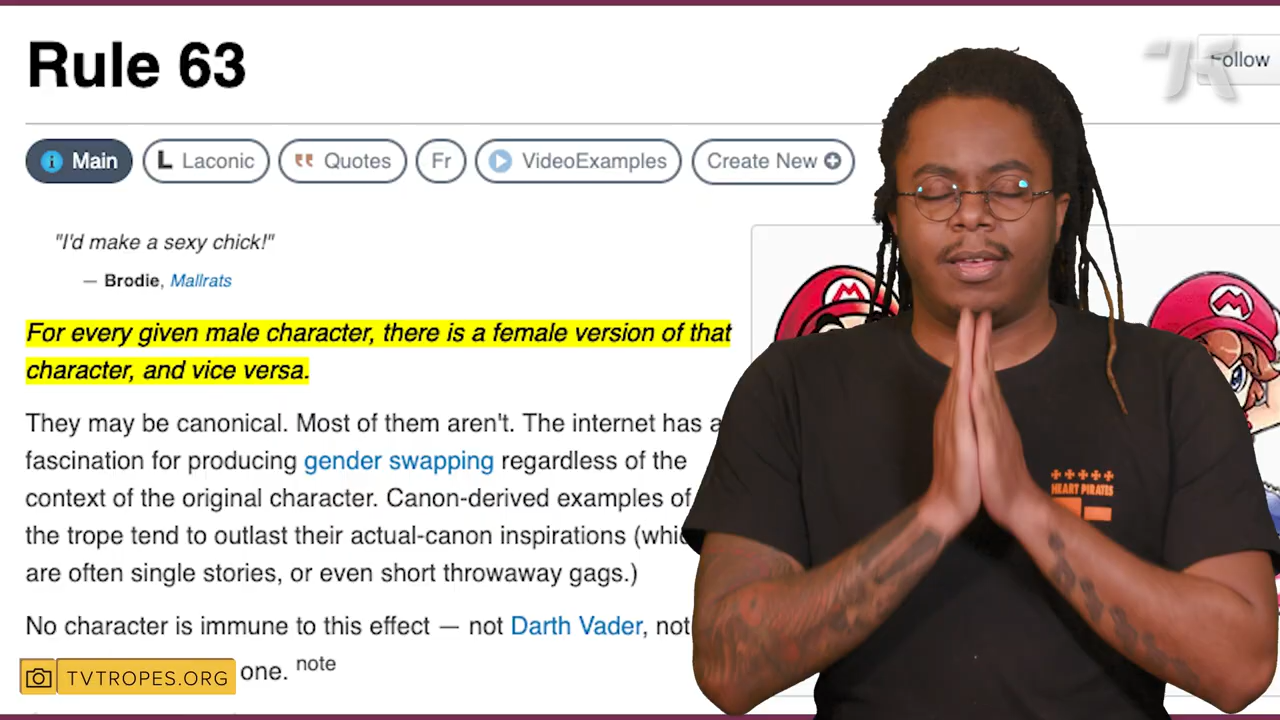 Rule 63
Follow
Main
Laconic
Quotes
Fr
VideoExamples
Create New
"I'd make a sexy chick!"
— Brodie, Mallrats
For every given male character, there is a female version of that
character, and vice versa.
They may be canonical. Most of them aren't. The internet has a
fascination for producing gender swapping regardless of the
context of the original character. Canon-derived examples of
the trope tend to outlast their actual-canon inspirations
are often single stories, or even short throwaway gags.)
No character is immune to this effect — not Darth Vader, not
one. note
TVTROPES.ORG
HEART PIRATES